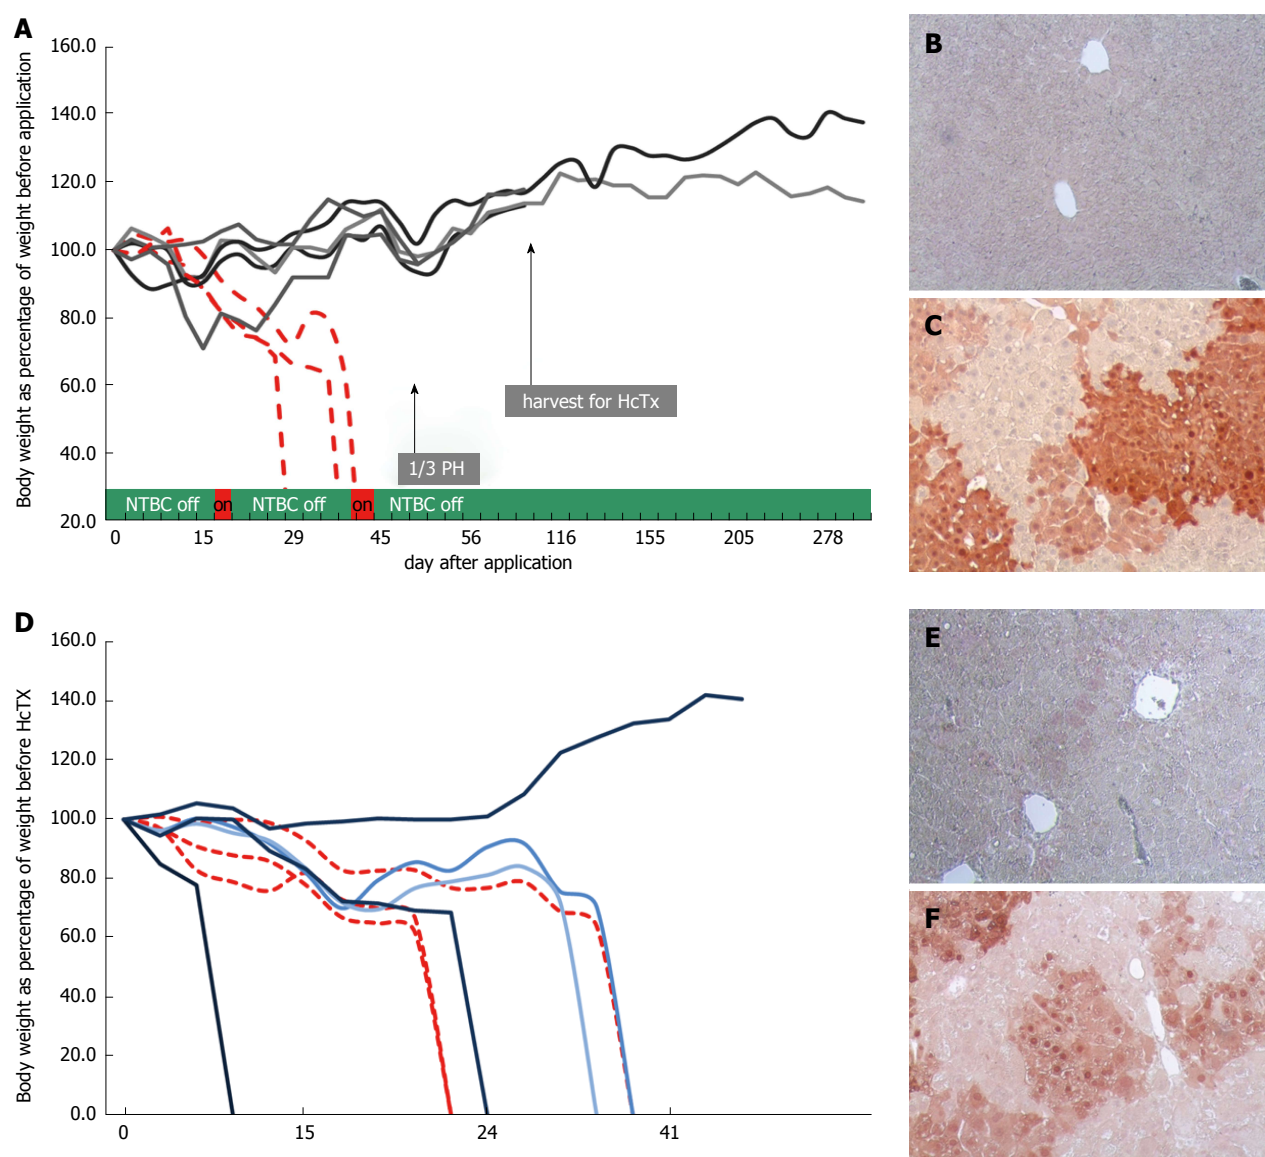 A
Body weight as percentage of weight before application
160.0
140.0
120.0
100.0
80.0
60.0
40.0
20.0
harvest for HcTx
1/3 PH
NTBC off on NTBC off on NTBC off
0 15 29 45 56 116 155 205 278
day after application
B
C
D
Body weight as percentage of weight before HcTX
160.0
140.0
120.0
100.0
80.0
60.0
40.0
20.0
0.0
0 15 24 41
E
F